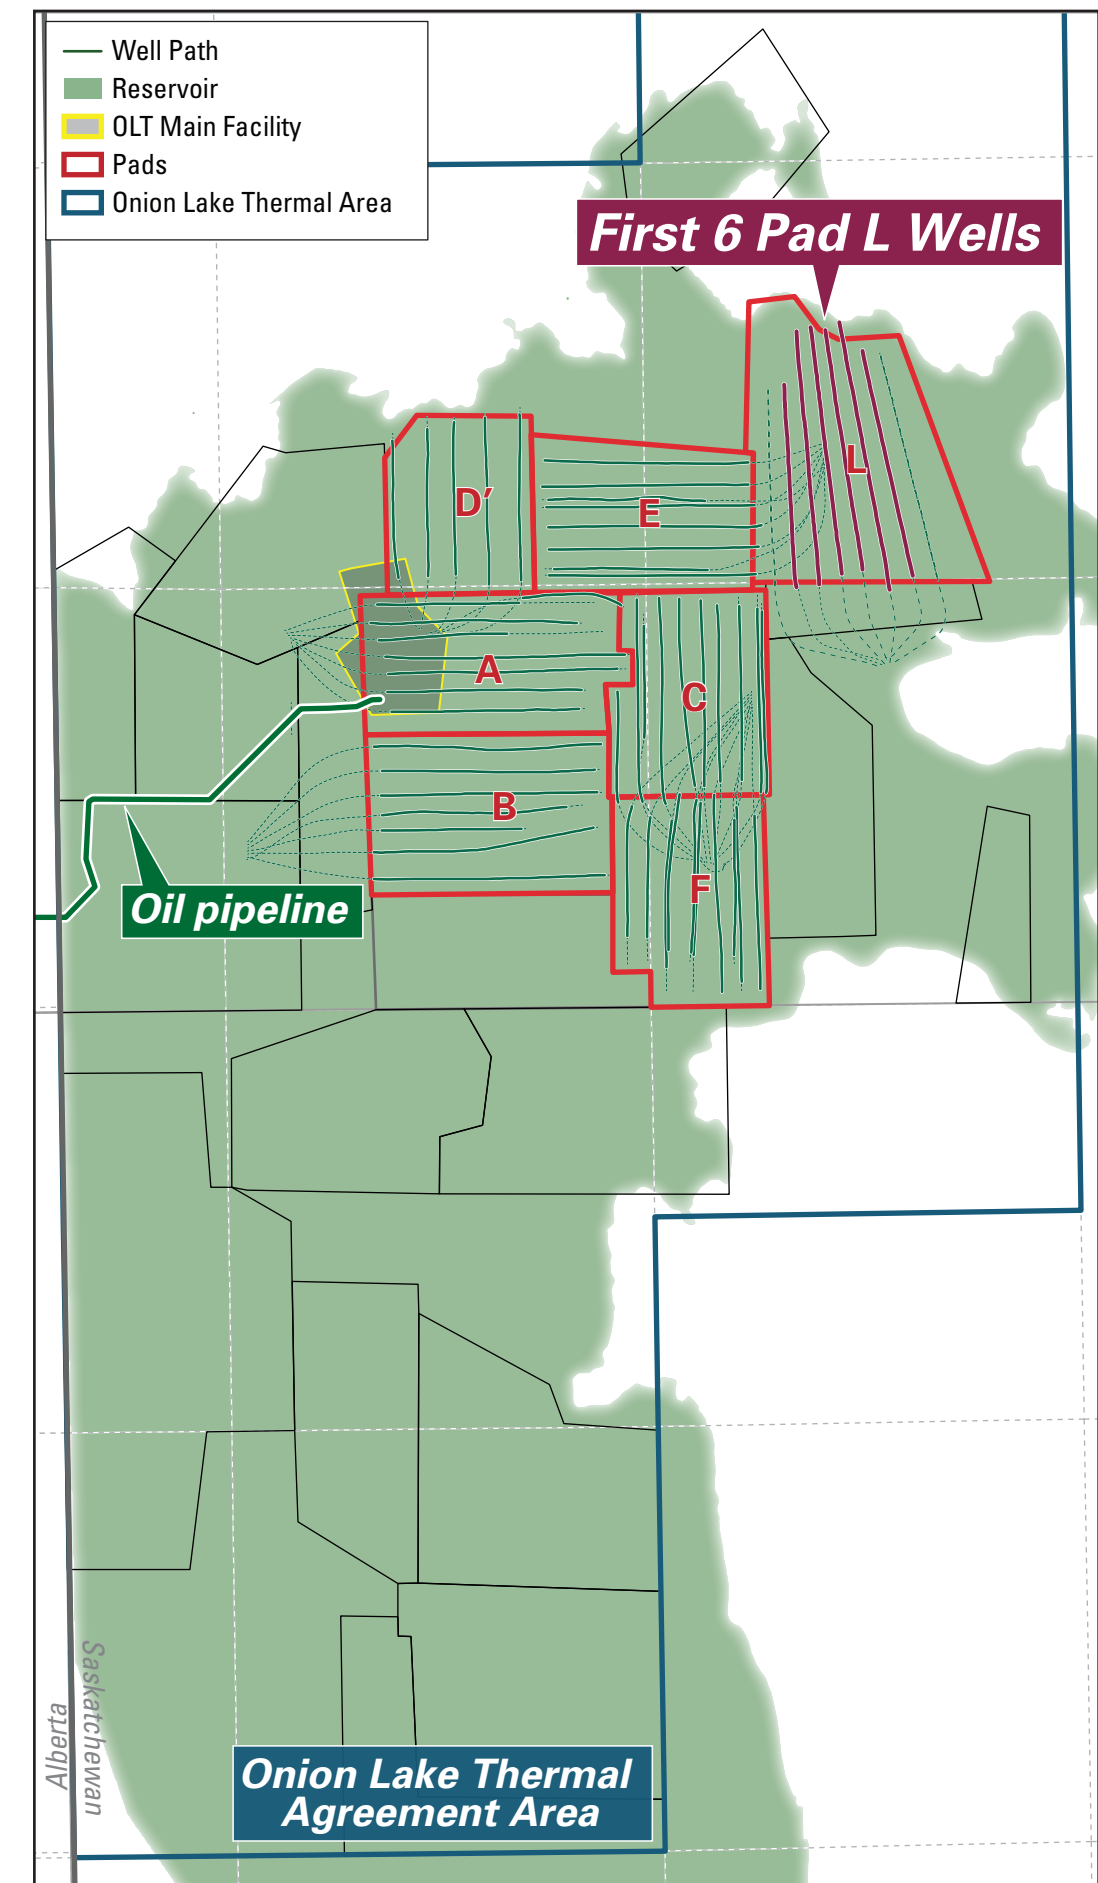 Well Path
Reservoir
OLT Main Facility
Pads
Onion Lake Thermal Area
First 6 Pad L Wells
L
D′
E
A
C
B
F
Oil pipeline
Alberta
Saskatchewan
Onion Lake Thermal
Agreement Area